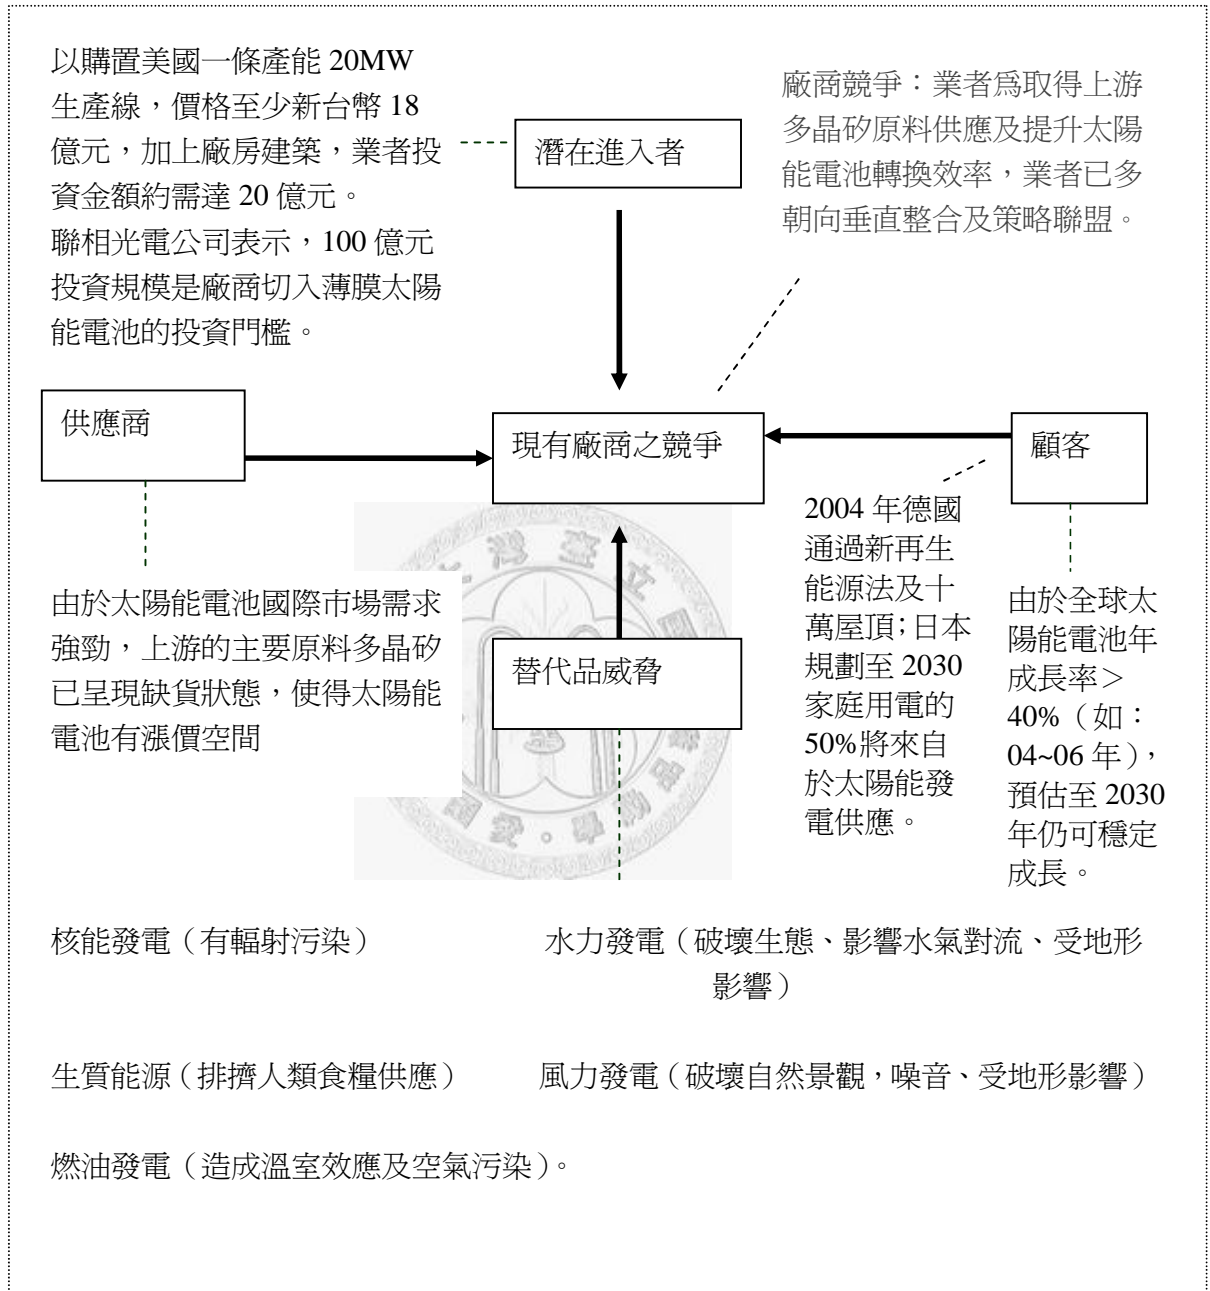 以購置美國一條產能 20MW
生產線，價格至少新台幣 18
億元，加上廠房建築，業者投
資金額約需達 20 億元。
聯相光電公司表示，100 億元
投資規模是廠商切入薄膜太陽
能電池的投資門檻。
潛在進入者
廠商競爭：業者為取得上游
多晶矽原料供應及提升太陽
能電池轉換效率，業者已多
朝向垂直整合及策略聯盟。
供應商
現有廠商之競爭
顧客
由於太陽能電池國際市場需求
強勁，上游的主要原料多晶矽
已呈現缺貨狀態，使得太陽能
電池有漲價空間
替代品威脅
2004 年德國
通過新再生
能源法及十
萬屋頂；日本
規劃至 2030
家庭用電的
50%將來自
於太陽能發
電供應。
由於全球太
陽能電池年
成長率＞
40%（如：
04~06 年），
預估至 2030
年仍可穩定
成長。
核能發電（有輻射污染）
水力發電（破壞生態、影響水氣對流、受地形
影響）
生質能源（排擠人類食糧供應）
風力發電（破壞自然景觀，噪音、受地形影響）
燃油發電（造成溫室效應及空氣污染）。